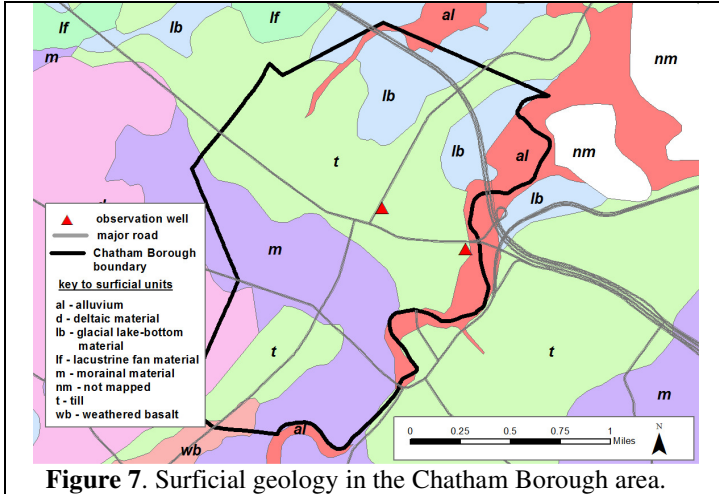 lf
lb
lf
al
m
lb
nm
lb
al
nm
t
lb
m
t
t
m
al
wb
observation well
major road
Chatham Borough
boundary
key to surficial units
al - alluvium
d - deltaic material
lb - glacial lake-bottom
material
lf - lacustrine fan material
m - morainal material
nm - not mapped
t - till
wb - weathered basalt
0 0.25 0.5 0.75 1
Miles
N
Figure 7. Surficial geology in the Chatham Borough area.